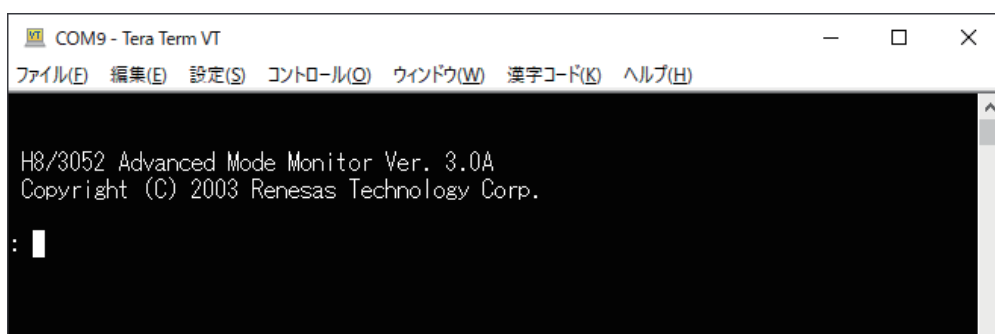 COM9 - Tera Term VT
ファイル(F) 編集(E) 設定(S) コントロール(O) ウィンドウ(W) 漢字コード(K) ヘルプ(H)
H8/3052 Advanced Mode Monitor Ver. 3.0A
Copyright (C) 2003 Renesas Technology Corp.
: